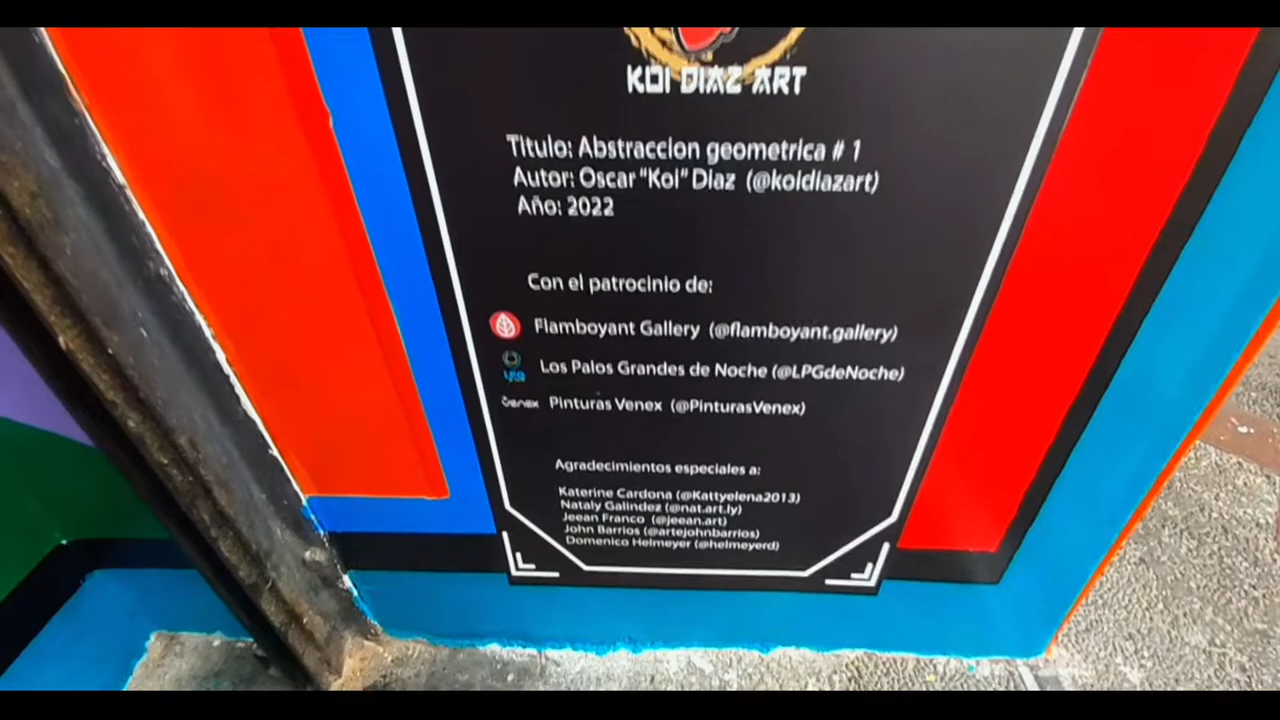 KOI DIAZ ART
Titulo: Abstraccion geometrica # 1
Autor: Oscar "Koi" Diaz (@koidiazart)
Año: 2022
Con el patrocinio de:
Flamboyant Gallery (@flamboyant.gallery)
LPG Los Palos Grandes de Noche (@LPGdeNoche)
venex Pinturas Venex (@PinturasVenex)
Agradecimientos especiales a:
Katerine Cardona (@Kattyelena2013)
Nataly Galindez (@nat.art.ly)
Jeean Franco (@jeean.art)
John Barrios (@artejohnbarrios)
Domenico Helmeyer (@helmeyerd)